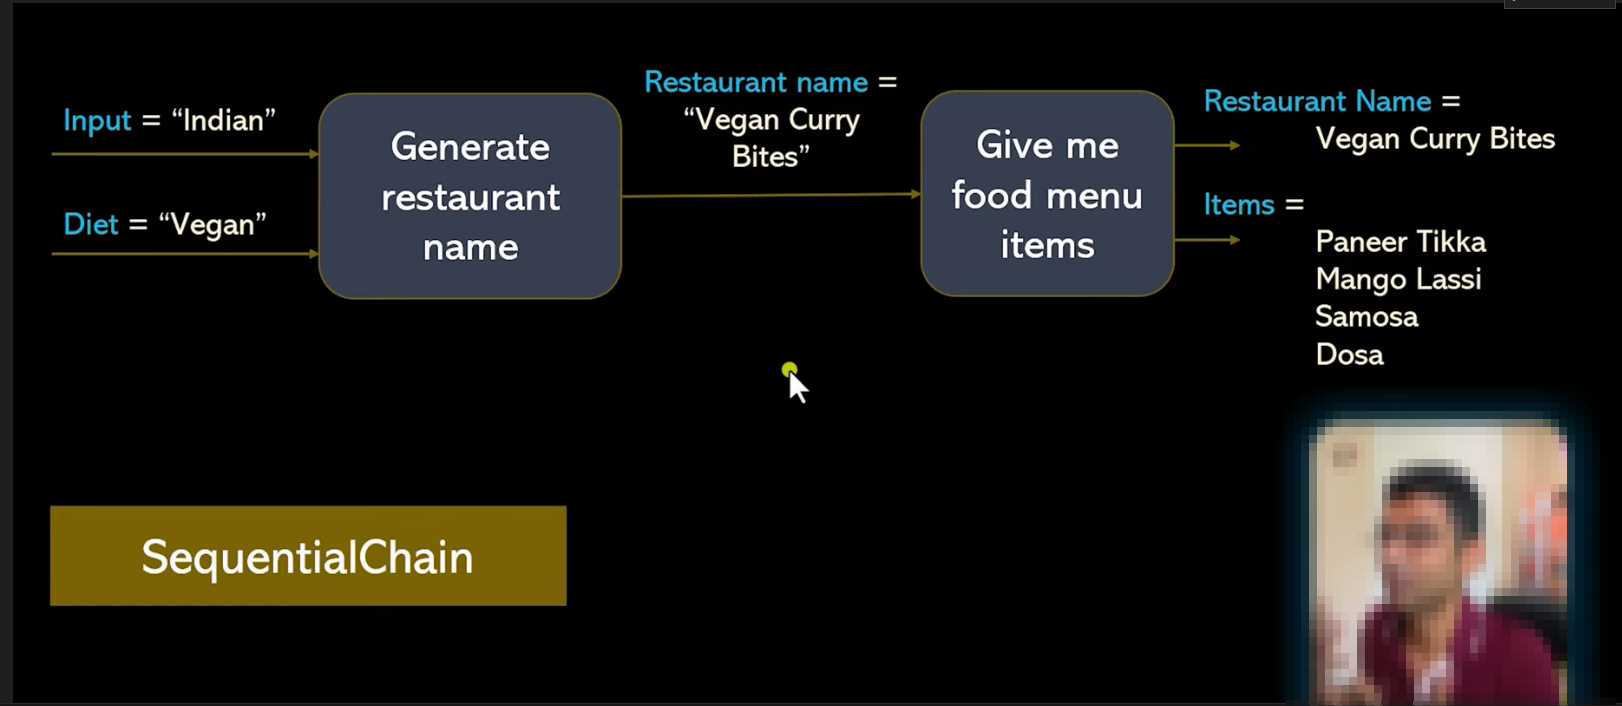 Input = “Indian”
Diet = “Vegan”
Generate
restaurant
name
Restaurant name =
“Vegan Curry
Bites”
Give me
food menu
items
Restaurant Name =
Vegan Curry Bites
Items =
Paneer Tikka
Mango Lassi
Samosa
Dosa
SequentialChain